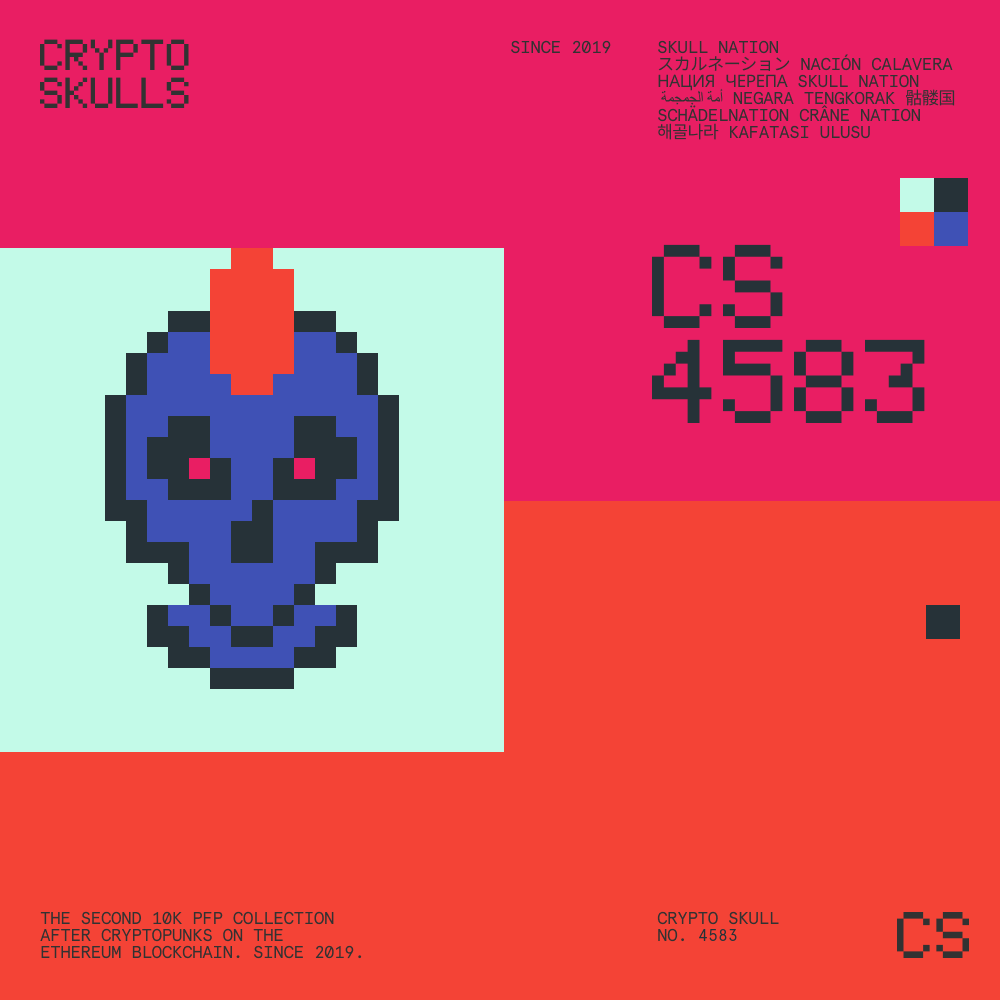 CRYPTO
SKULLS
SINCE 2019
SKULL NATION
スカルネーション NACIÓN CALAVERA
НАЦИЯ ЧЕРЕПА SKULL NATION
أمة الجمجمة NEGARA TENGKORAK 骷髅国
SCHÄDELNATION CRÂNE NATION
해골나라 KAFATASI ULUSU
CS
4583
THE SECOND 10K PFP COLLECTION
AFTER CRYPTOPUNKS ON THE
ETHEREUM BLOCKCHAIN. SINCE 2019.
CRYPTO SKULL
NO. 4583
CS